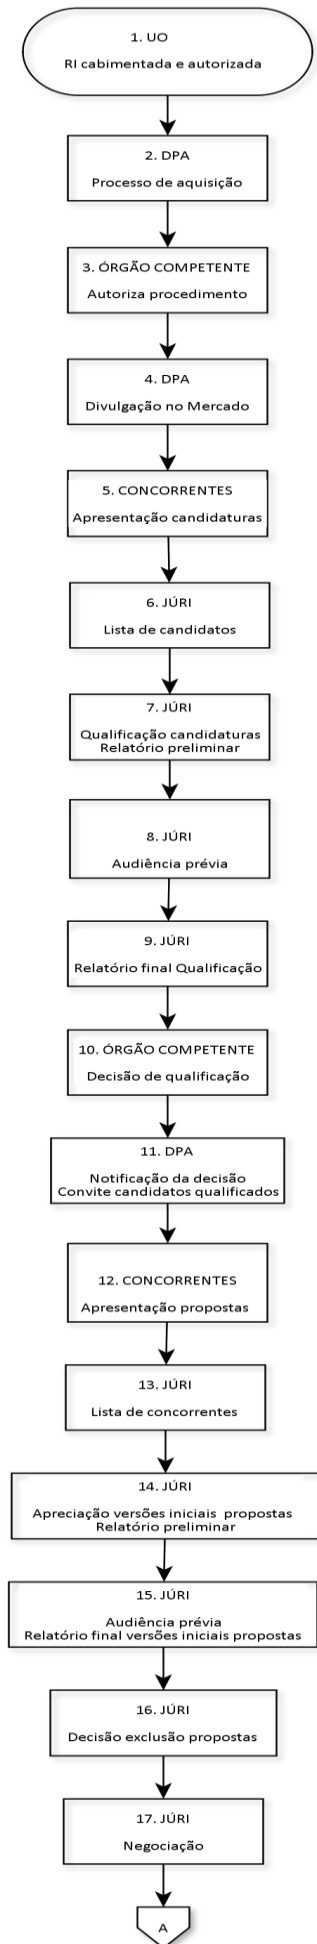 1. UO
RI cabimentada e autorizada
2. DPA
Processo de aquisição
3. ÓRGÃO COMPETENTE
Autoriza procedimento
4. DPA
Divulgação no Mercado
5. CONCORRENTES
Apresentação candidaturas
6. JÚRI
Lista de candidatos
7. JÚRI
Qualificação candidaturas
Relatório preliminar
8. JÚRI
Audiência prévia
9. JÚRI
Relatório final Qualificação
10. ÓRGÃO COMPETENTE
Decisão de qualificação
11. DPA
Notificação da decisão
Convite candidatos qualificados
12. CONCORRENTES
Apresentação propostas
13. JÚRI
Lista de concorrentes
14. JÚRI
Apreciação versões iniciais propostas
Relatório preliminar
15. JÚRI
Audiência prévia
Relatório final versões iniciais propostas
16. JÚRI
Decisão exclusão propostas
17. JÚRI
Negociação
A